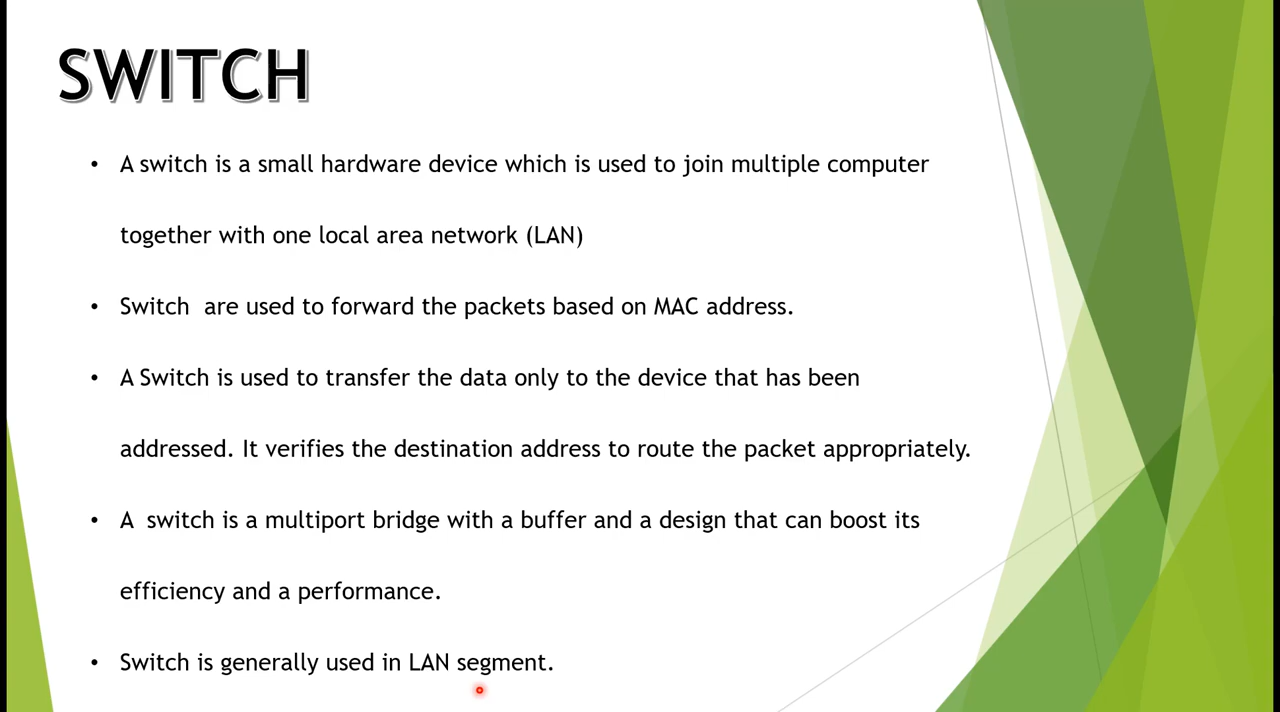 SWITCH
• A switch is a small hardware device which is used to join multiple computer
together with one local area network (LAN)
• Switch  are used to forward the packets based on MAC address.
• A Switch is used to transfer the data only to the device that has been
addressed. It verifies the destination address to route the packet appropriately.
• A  switch is a multiport bridge with a buffer and a design that can boost its
efficiency and a performance.
• Switch is generally used in LAN segment.